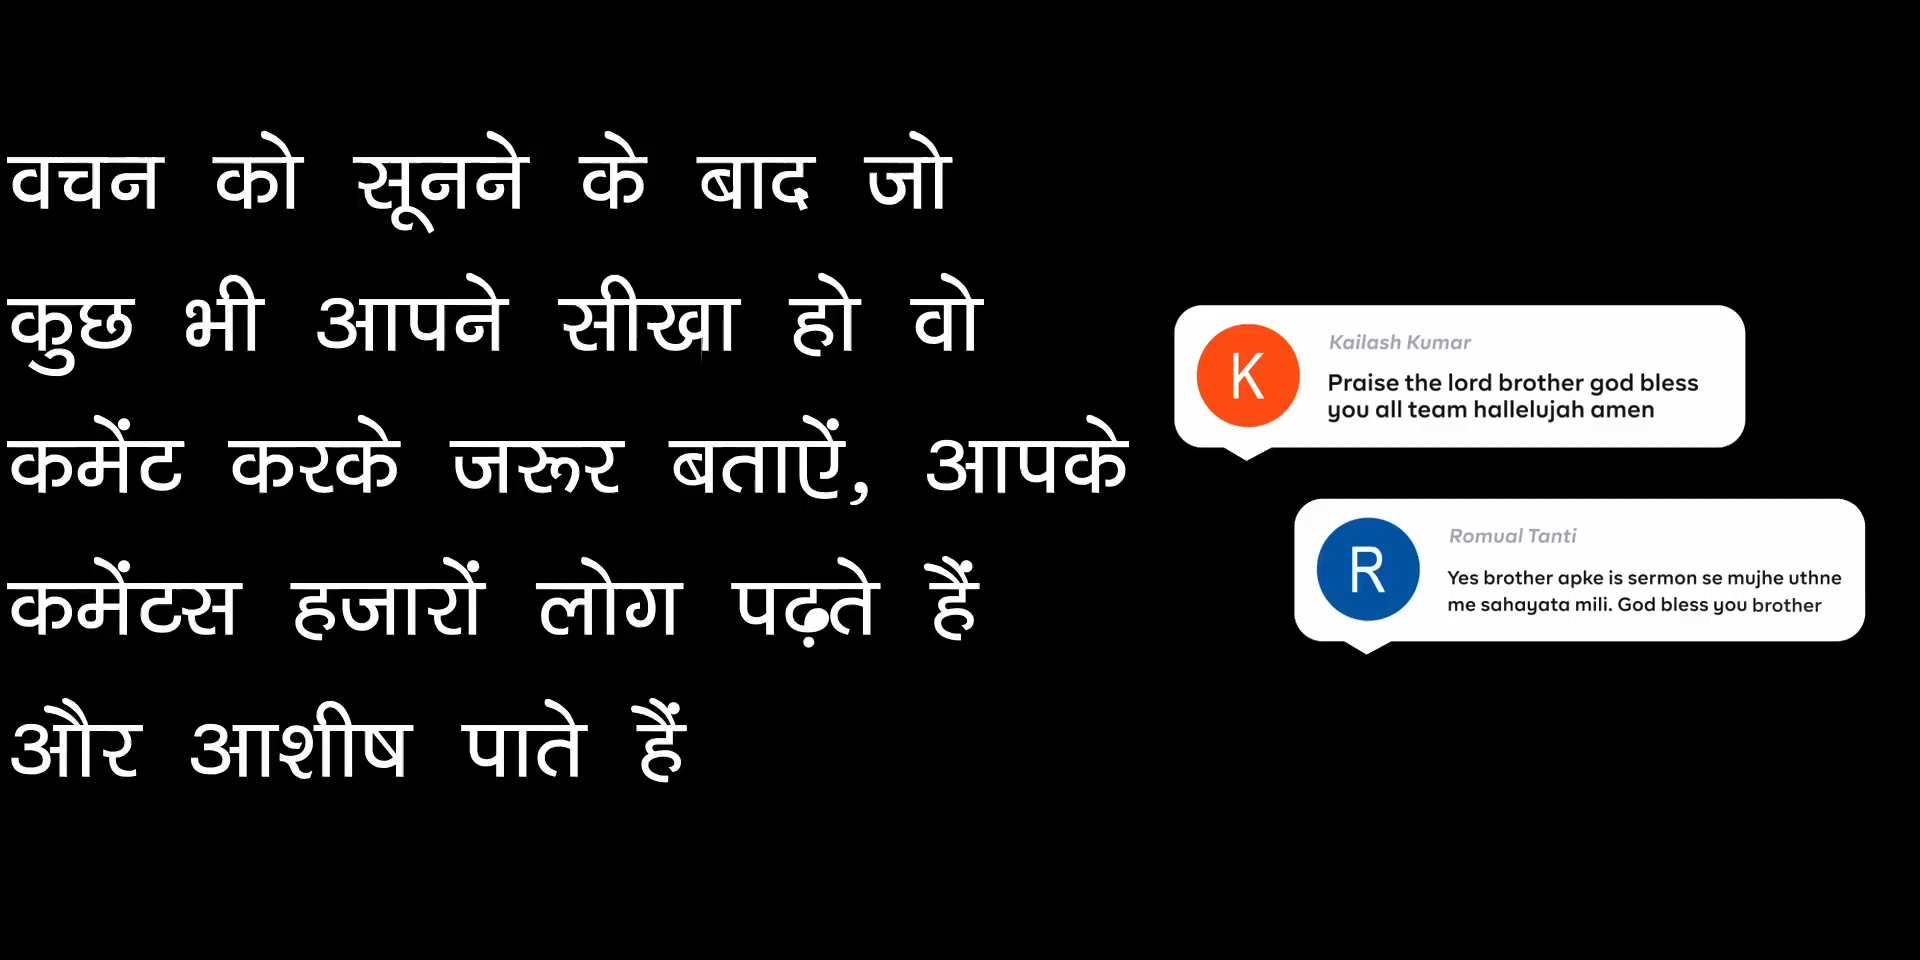 वचन को सूनने के बाद जो
कुछ भी आपने सीखा हो वो
कमेंट करके जरूर बताऐं, आपके
कमेंटस हजारों लोग पढ़ते हैं
और आशीष पाते हैं
K
Kailash Kumar
Praise the lord brother god bless
you all team hallelujah amen
R
Romual Tanti
Yes brother apke is sermon se mujhe uthne
me sahayata mili. God bless you brother